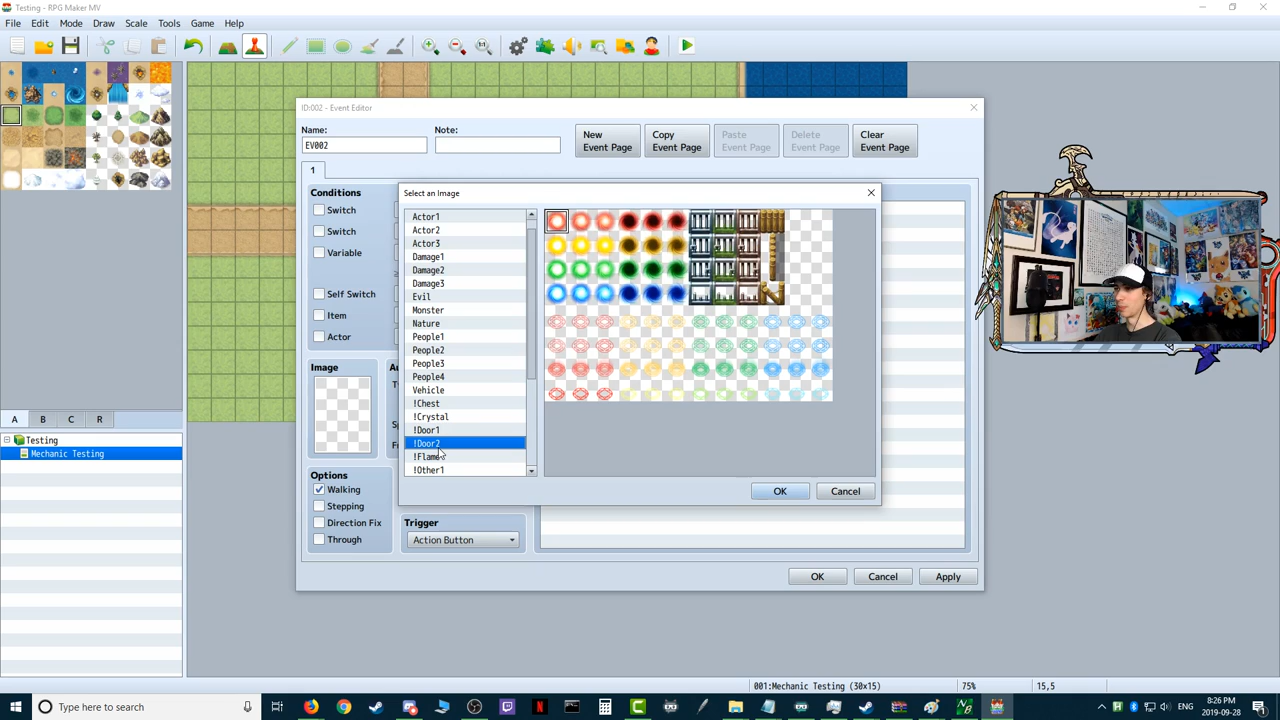 Testing - RPG Maker MV
File Edit Mode Draw Scale Tools Game Help
ID:002 - Event Editor
Name:
Note:
EV002
New Event Page
Copy Event Page
Paste Event Page
Delete Event Page
Clear Event Page
1
Conditions
Switch
Switch
Variable
Self Switch
Item
Actor
Image
Options
Walking
Stepping
Direction Fix
Through
Select an Image
Actor1
Actor2
Actor3
Damage1
Damage2
Damage3
Evil
Monster
Nature
People1
People2
People3
People4
Vehicle
!Chest
!Crystal
!Door1
!Door2
!Flame
!Other1
OK Cancel
Trigger
Action Button
OK Cancel Apply
A B C R
Testing
Mechanic Testing
001:Mechanic Testing (30x15) 75% 15,5
Type here to search
ENG
8:26 PM
2019-09-28